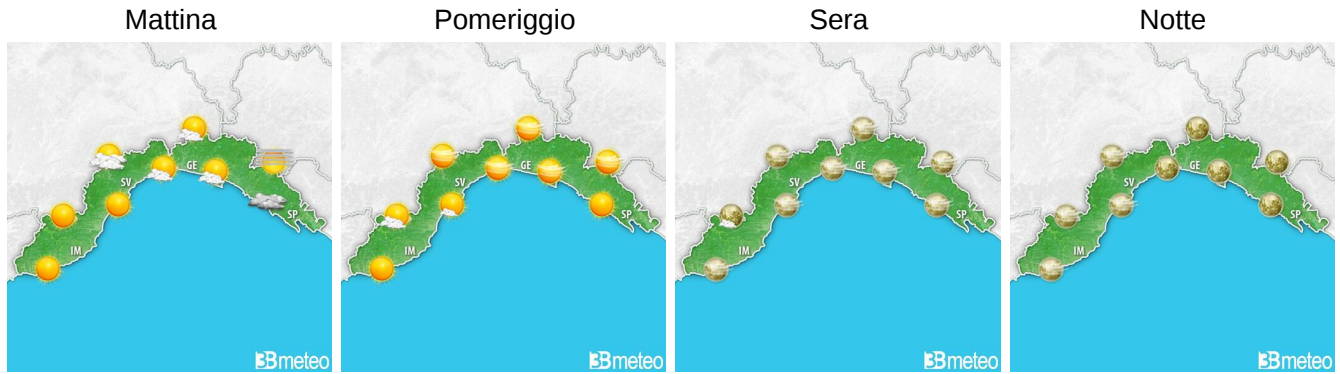 Mattina
Pomeriggio
Sera
Notte
GE
SV
SP
IM
3Bmeteo
GE
SV
SP
IM
3Bmeteo
GE
SV
SP
IM
3Bmeteo
GE
SV
SP
IM
3Bmeteo